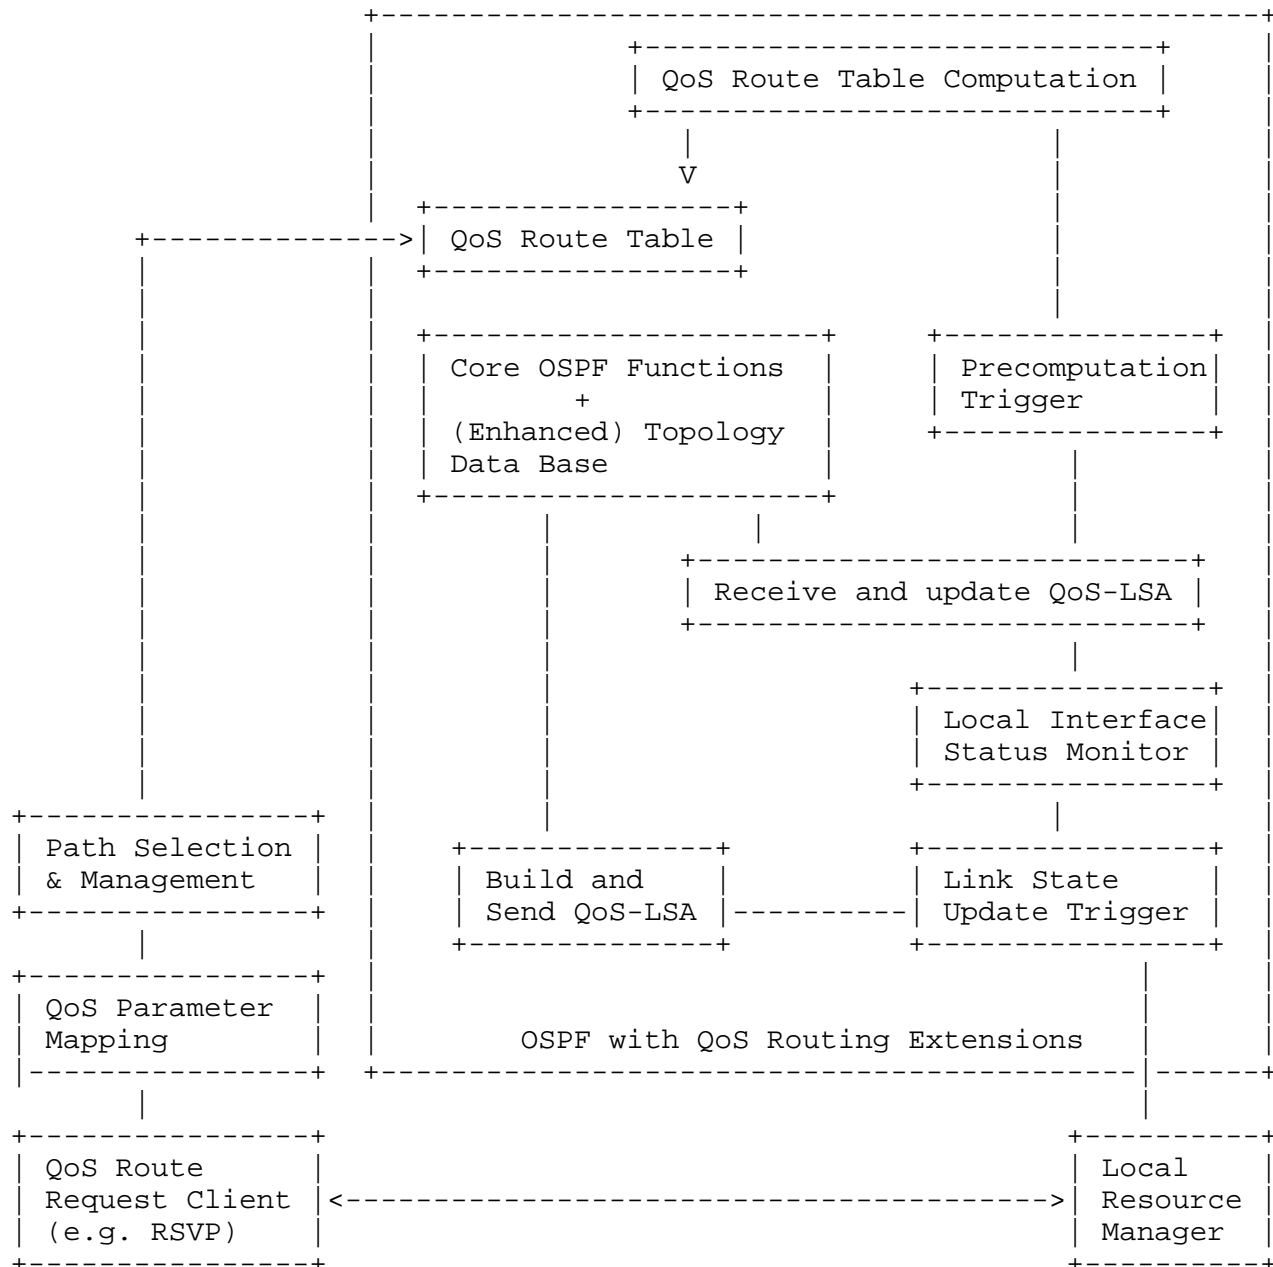 QoS Route Table Computation
V
QoS Route Table
Core OSPF Functions
+
(Enhanced) Topology
Data Base
Precomputation
Trigger
Receive and update QoS-LSA
Local Interface
Status Monitor
Path Selection
& Management
Build and
Send QoS-LSA
Link State
Update Trigger
QoS Parameter
Mapping
OSPF with QoS Routing Extensions
QoS Route
Request Client
(e.g. RSVP)
Local
Resource
Manager